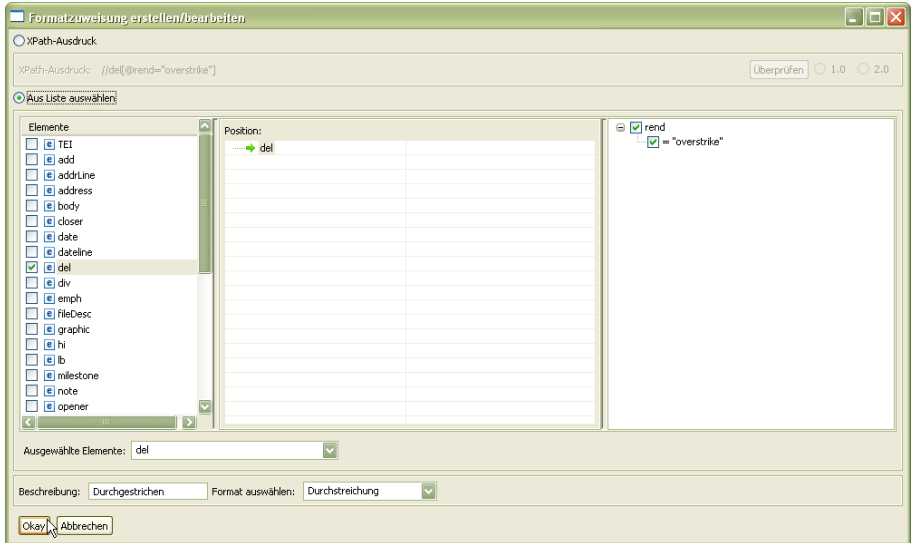 Formatzuweisung erstellen/bearbeiten
XPath-Ausdruck
XPath-Ausdruck: //del[@rend="overstrike"] Überprüfen 1.0 2.0
Aus Liste auswählen
Elemente
TEI
add
addrLine
address
body
closer
date
dateline
del
div
emph
fileDesc
graphic
hi
lb
milestone
note
opener
Position:
del
rend
= "overstrike"
Ausgewählte Elemente: del
Beschreibung: Durchgestrichen Format auswählen: Durchstreichung
Okay Abbrechen